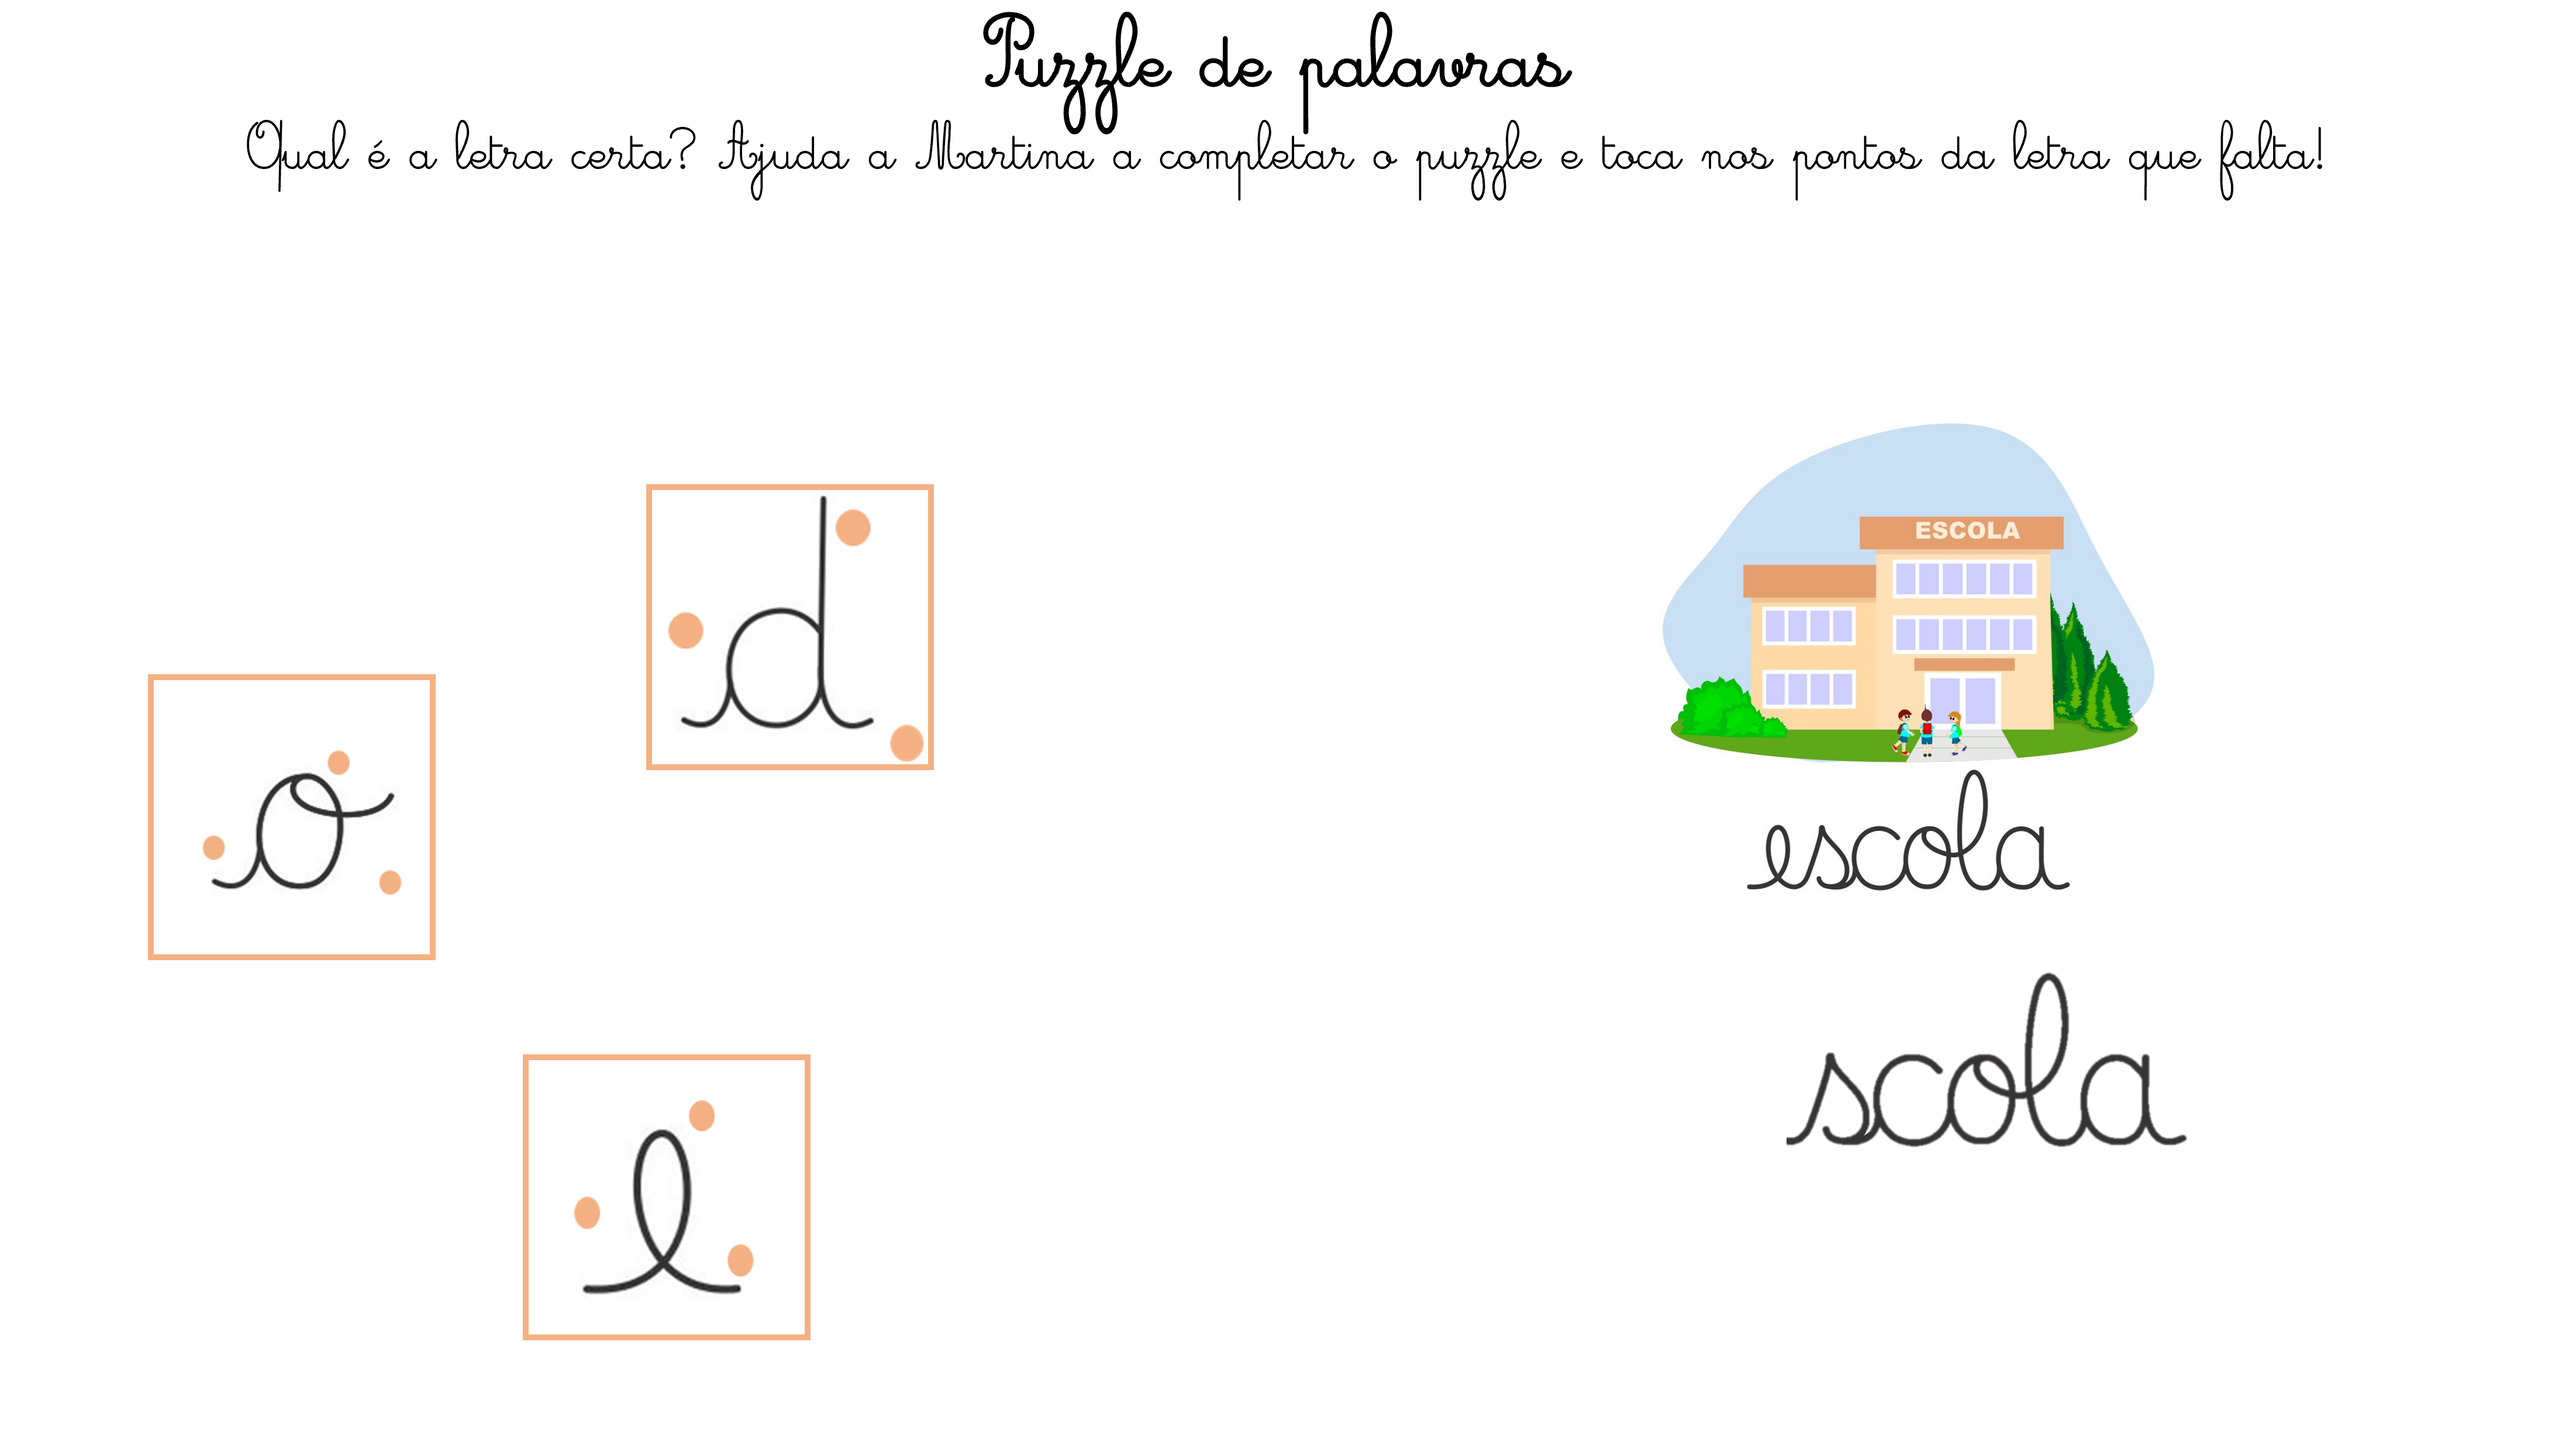 Puzzle de palavras
Qual é a letra certa? Ajuda a Martina a completar o puzzle e toca nos pontos da letra que falta!
d
ESCOLA
o
escola
scola
e